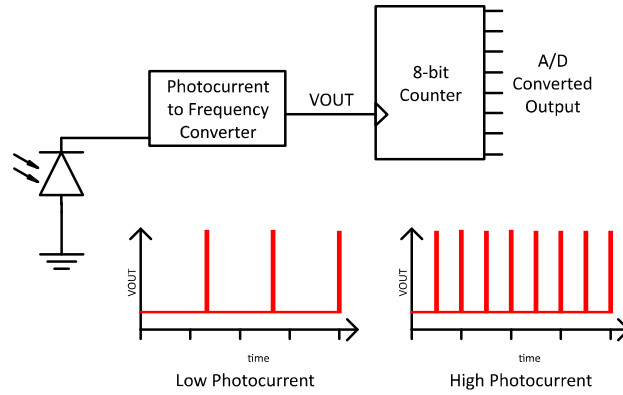 Photocurrent
to Frequency
Converter
VOUT
8-bit
Counter
A/D
Converted
Output
VOUT
time
Low Photocurrent
VOUT
time
High Photocurrent